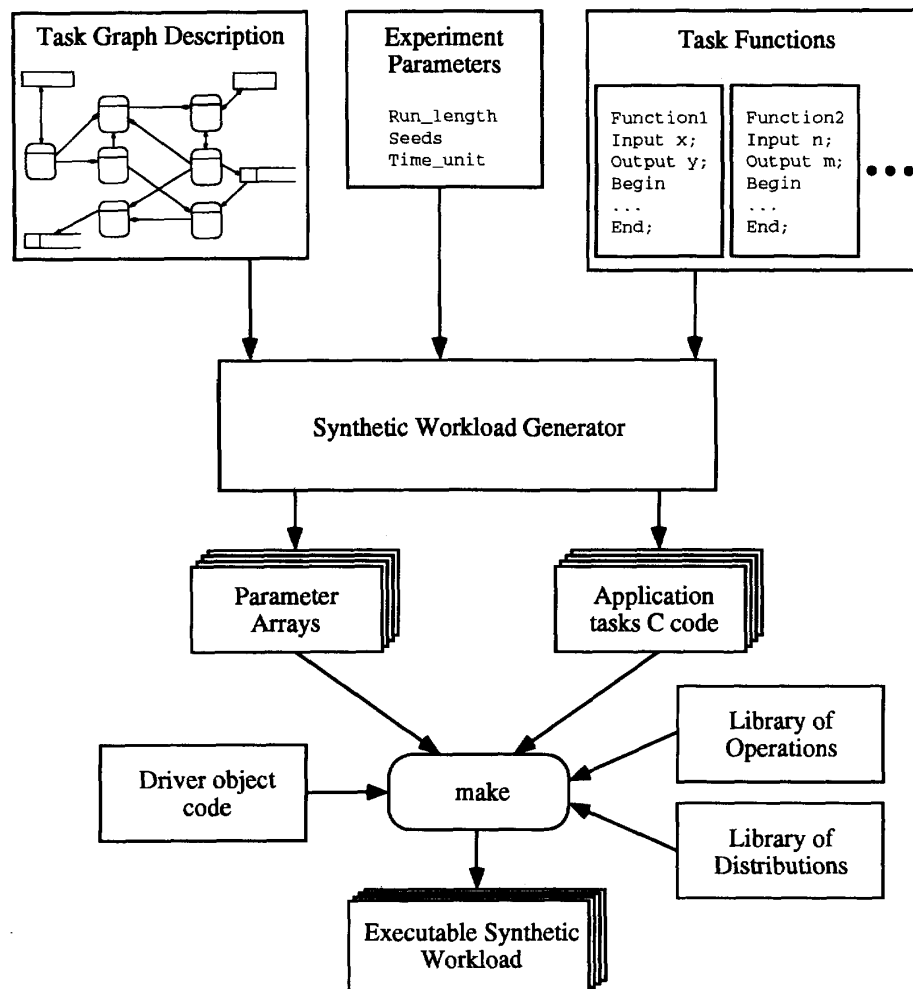 Task Graph Description
Experiment
Parameters
Run_length
Seeds
Time_unit
Task Functions
Function1
Input x;
Output y;
Begin
...
End;
Function2
Input n;
Output m;
Begin
...
End;
Synthetic Workload Generator
Parameter
Arrays
Application
tasks C code
Driver object
code
make
Library of
Operations
Library of
Distributions
Executable Synthetic
Workload